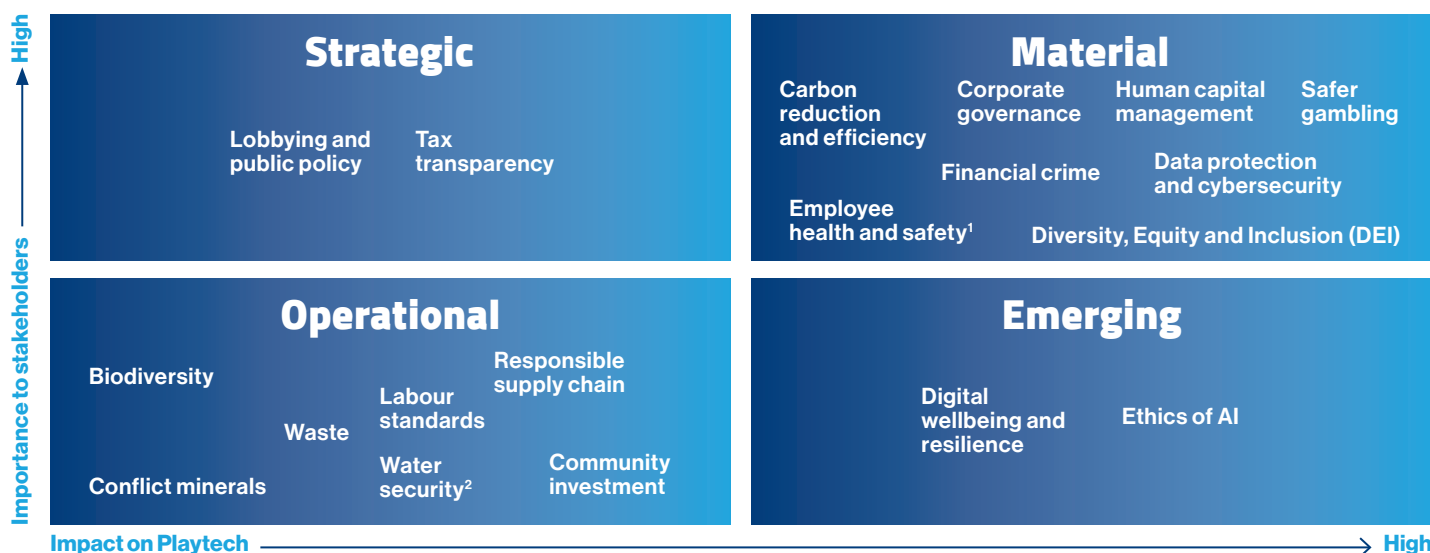 High
Importance to stakeholders
Strategic
Lobbying and
public policy
Tax
transparency
Material
Carbon
reduction
and efficiency
Corporate
governance
Human capital
management
Safer
gambling
Financial crime
Data protection
and cybersecurity
Employee
health and safety¹
Diversity, Equity and Inclusion (DEI)
Operational
Biodiversity
Responsible
supply chain
Labour
standards
Waste
Conflict minerals
Water
security²
Community
investment
Emerging
Digital
wellbeing and
resilience
Ethics of AI
Impact on Playtech
High